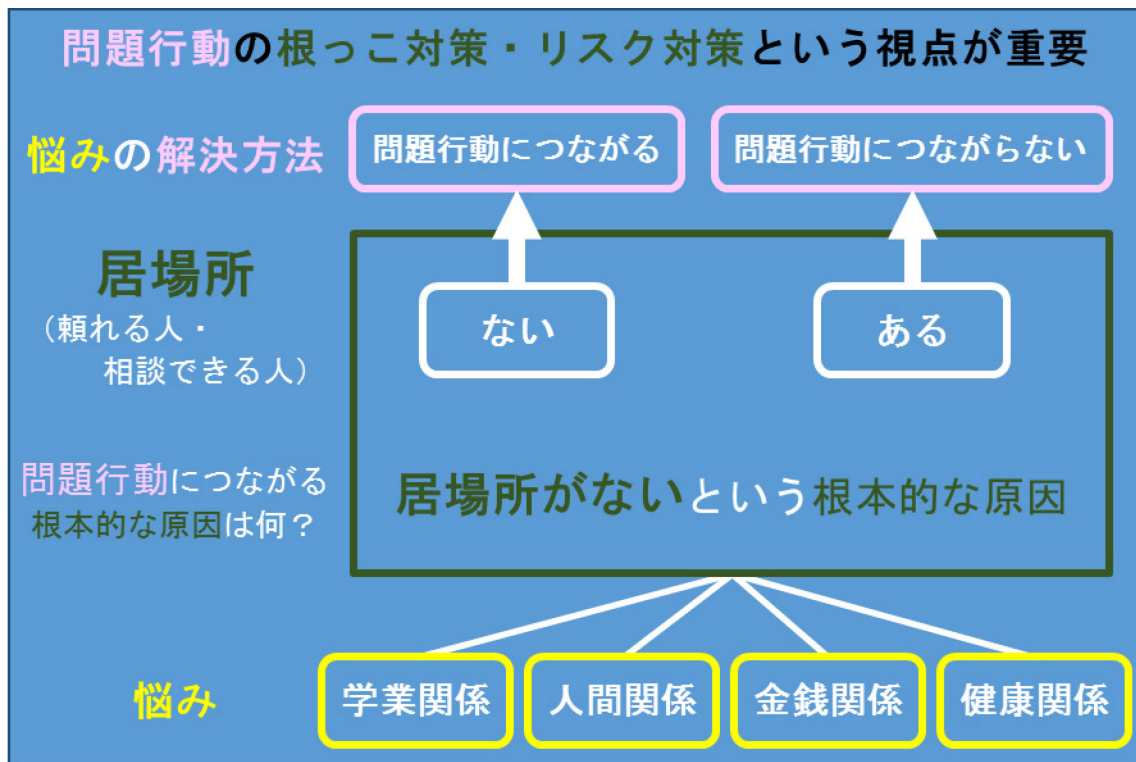 問題行動の根っこ対策・リスク対策という視点が重要
悩みの解決方法
問題行動につながる
問題行動につながらない
居場所
（頼れる人・
相談できる人）
ない
ある
問題行動につながる
根本的な原因は何？
居場所がないという根本的な原因
悩み
学業関係
人間関係
金銭関係
健康関係